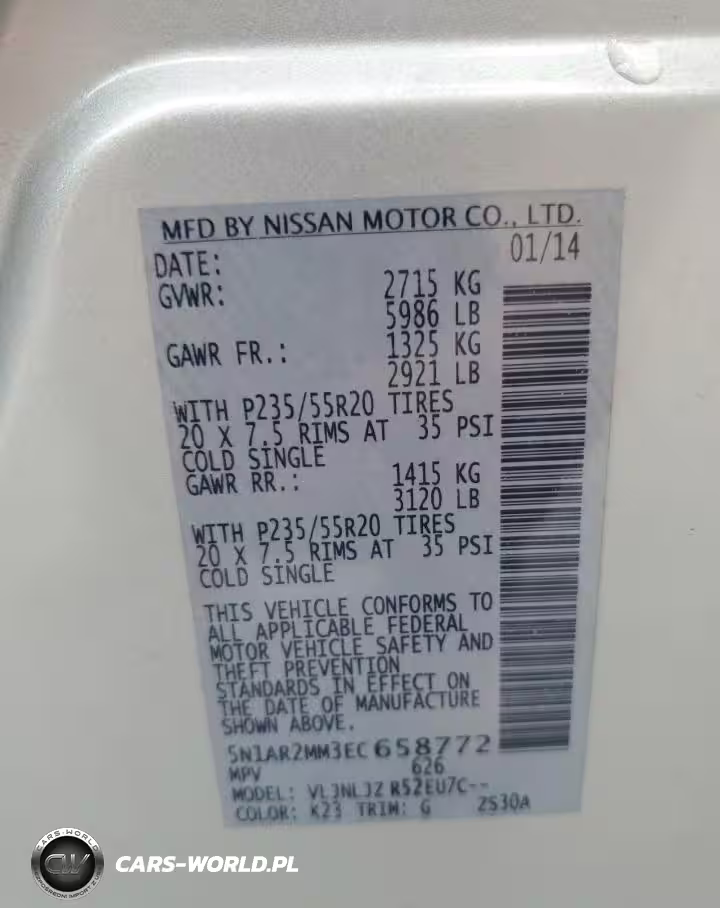 MFD BY NISSAN MOTOR CO., LTD.
DATE: 01/14
GVWR: 2715 KG
5986 LB
GAWR FR.: 1325 KG
2921 LB
WITH P235/55R20 TIRES
20 X 7.5 RIMS AT 35 PSI
COLD SINGLE
GAWR RR.: 1415 KG
3120 LB
WITH P235/55R20 TIRES
20 X 7.5 RIMS AT 35 PSI
COLD SINGLE
THIS VEHICLE CONFORMS TO
ALL APPLICABLE FEDERAL
MOTOR VEHICLE SAFETY AND
THEFT PREVENTION
STANDARDS IN EFFECT ON
THE DATE OF MANUFACTURE
SHOWN ABOVE.
5N1AR2MM3EC658772
MPV 626
MODEL: VLJNLJZ R52EU7C--
COLOR: K23 TRIM: G 2S30A
CARS-WORLD
CW
CARS-WORLD.PL